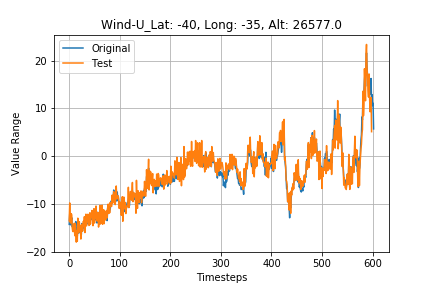 Wind-U_Lat: -40, Long: -35, Alt: 26577.0
Original
Test
Value Range
20
10
0
−10
−20
0 100 200 300 400 500 600
Timesteps